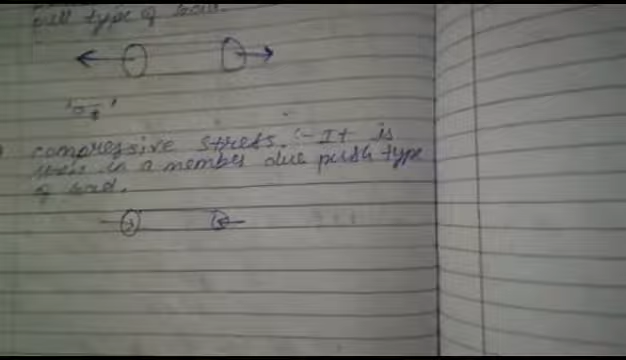 pull type of load.
'σt'
compressive stress :- It is
stress in a member due push type
of load.